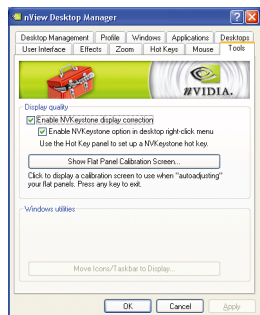 nView Desktop Manager
Desktop Management Profile Windows Applications Desktops
User Interface Effects Zoom Hot Keys Mouse Tools
nVIDIA.
Display quality
Enable NVKeystone display correction
Enable NVKeystone option in desktop right-click menu
Use the Hot Key panel to set up a NVKeystone hot key.
Show Flat Panel Calibration Screen...
Click to display a calibration screen to use when "autoadjusting"
your flat panels. Press any key to exit.
Windows utilities
Move Icons/Taskbar to Display...
OK Cancel Apply